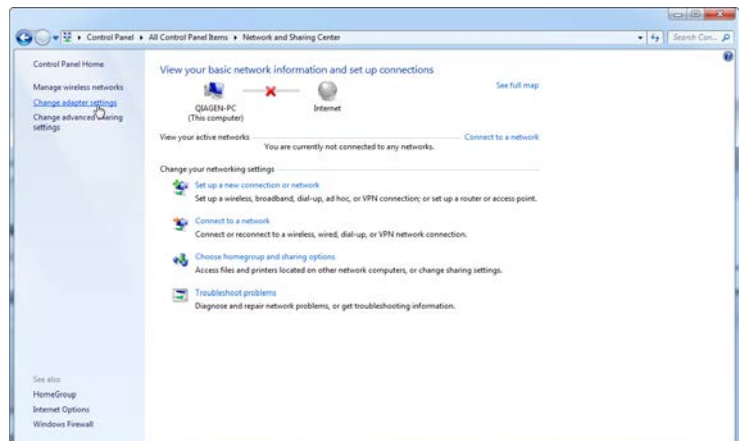 Control Panel ▸ All Control Panel Items ▸ Network and Sharing Center
Search Con...
Control Panel Home
Manage wireless networks
Change adapter settings
Change advanced sharing
settings
See also
HomeGroup
Internet Options
Windows Firewall
View your basic network information and set up connections
See full map
QIAGEN-PC
(This computer)
Internet
View your active networks
Connect to a network
You are currently not connected to any networks.
Change your networking settings
Set up a new connection or network
Set up a wireless, broadband, dial-up, ad hoc, or VPN connection; or set up a router or access point.
Connect to a network
Connect or reconnect to a wireless, wired, dial-up, or VPN network connection.
Choose homegroup and sharing options
Access files and printers located on other network computers, or change sharing settings.
Troubleshoot problems
Diagnose and repair network problems, or get troubleshooting information.